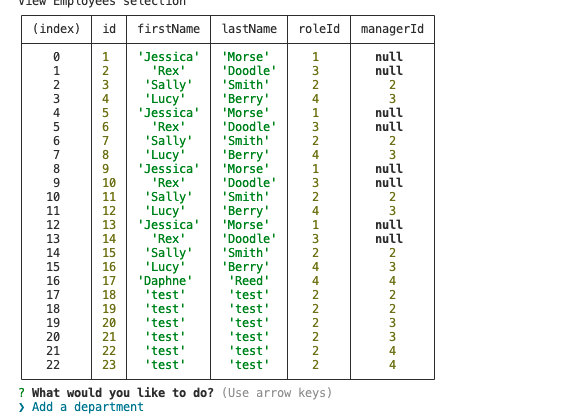 View Employees selection
(index) id firstName lastName roleId managerId
0 1 'Jessica' 'Morse' 1 null
1 2 'Rex' 'Doodle' 3 null
2 3 'Sally' 'Smith' 2 2
3 4 'Lucy' 'Berry' 4 3
4 5 'Jessica' 'Morse' 1 null
5 6 'Rex' 'Doodle' 3 null
6 7 'Sally' 'Smith' 2 2
7 8 'Lucy' 'Berry' 4 3
8 9 'Jessica' 'Morse' 1 null
9 10 'Rex' 'Doodle' 3 null
10 11 'Sally' 'Smith' 2 2
11 12 'Lucy' 'Berry' 4 3
12 13 'Jessica' 'Morse' 1 null
13 14 'Rex' 'Doodle' 3 null
14 15 'Sally' 'Smith' 2 2
15 16 'Lucy' 'Berry' 4 3
16 17 'Daphne' 'Reed' 4 4
17 18 'test' 'test' 2 2
18 19 'test' 'test' 2 2
19 20 'test' 'test' 2 3
20 21 'test' 'test' 2 3
21 22 'test' 'test' 2 4
22 23 'test' 'test' 2 4
? What would you like to do? (Use arrow keys)
❯ Add a department